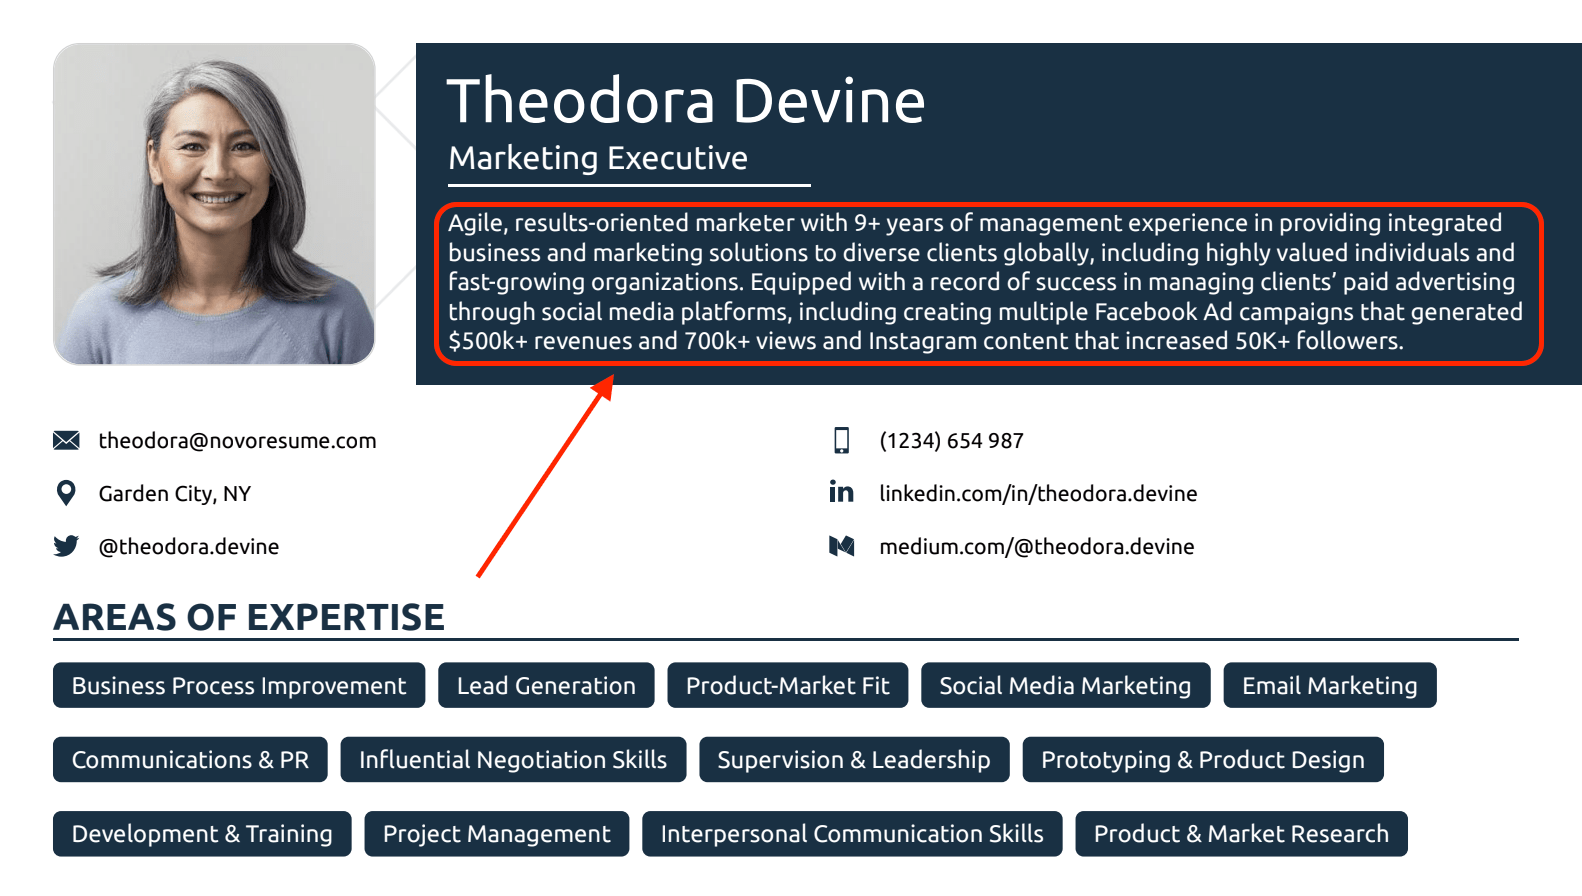 Theodora Devine
Marketing Executive
Agile, results-oriented marketer with 9+ years of management experience in providing integrated
business and marketing solutions to diverse clients globally, including highly valued individuals and
fast-growing organizations. Equipped with a record of success in managing clients’ paid advertising
through social media platforms, including creating multiple Facebook Ad campaigns that generated
$500k+ revenues and 700k+ views and Instagram content that increased 50K+ followers.
theodora@novoresume.com
(1234) 654 987
Garden City, NY
linkedin.com/in/theodora.devine
@theodora.devine
medium.com/@theodora.devine
AREAS OF EXPERTISE
Business Process Improvement Lead Generation Product-Market Fit Social Media Marketing Email Marketing
Communications & PR Influential Negotiation Skills Supervision & Leadership Prototyping & Product Design
Development & Training Project Management Interpersonal Communication Skills Product & Market Research